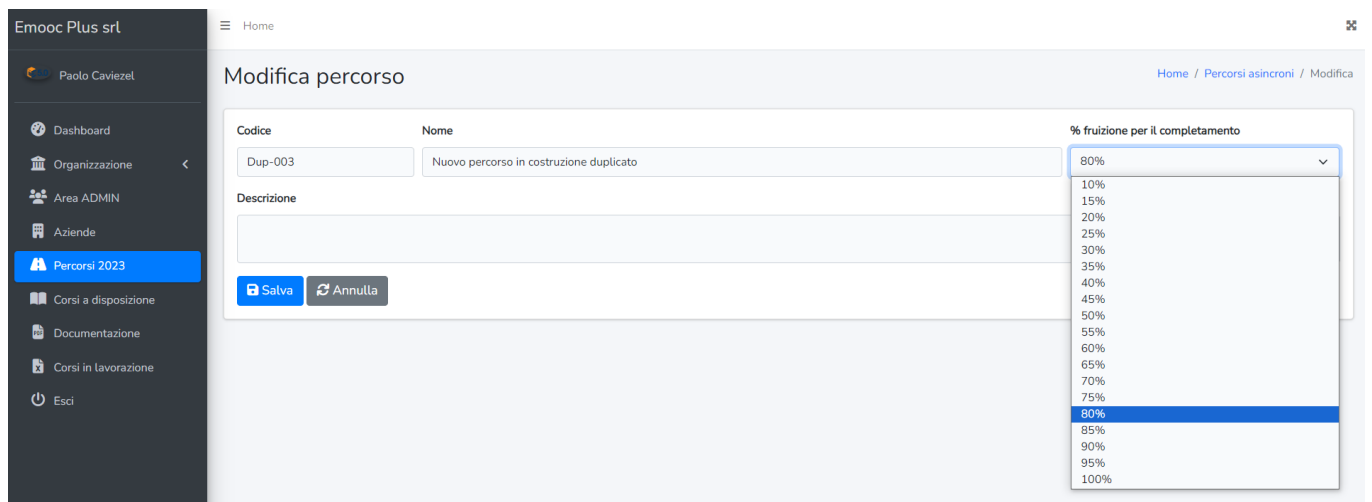 Emooc Plus srl
Home
Paolo Caviezel
Modifica percorso
Home / Percorsi asincroni / Modifica
Dashboard
Organizzazione
Area ADMIN
Aziende
Percorsi 2023
Corsi a disposizione
Documentazione
Corsi in lavorazione
Esci
Codice
Nome
% fruizione per il completamento
Dup-003
Nuovo percorso in costruzione duplicato
80%
Descrizione
Salva
Annulla
10%
15%
20%
25%
30%
35%
40%
45%
50%
55%
60%
65%
70%
75%
80%
85%
90%
95%
100%